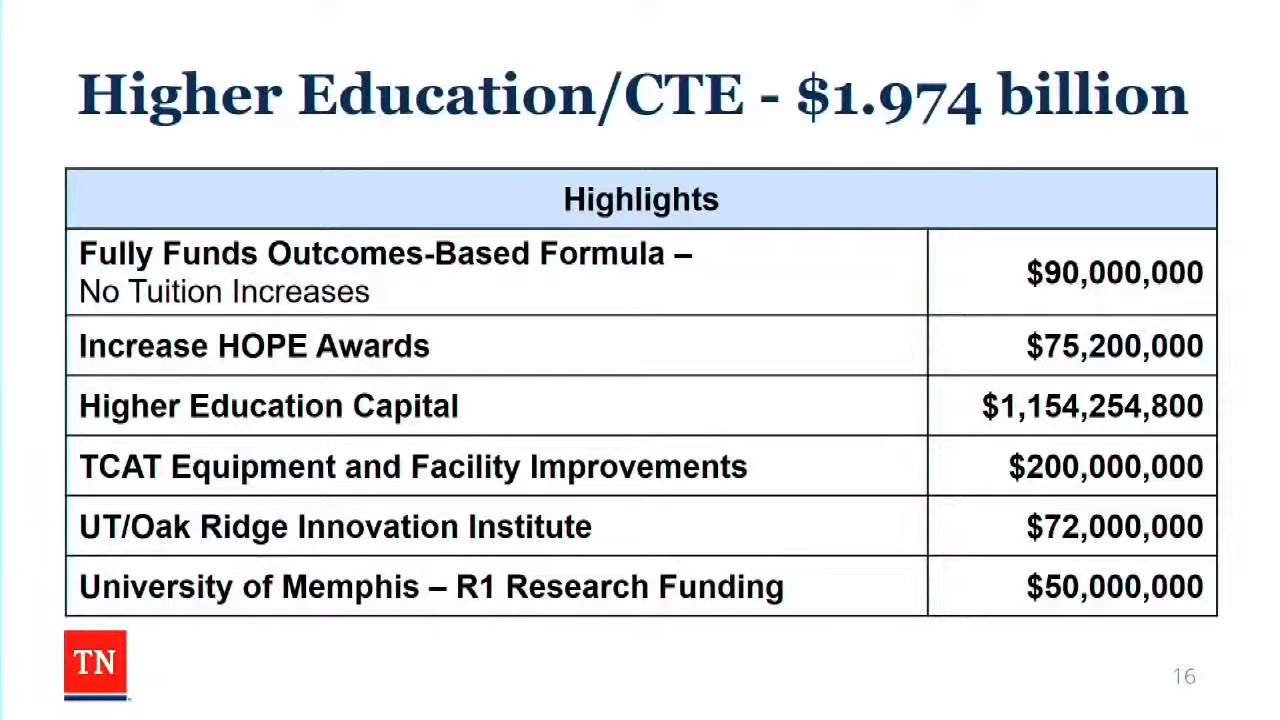 Higher Education/CTE - $1.974 billion
Highlights
Fully Funds Outcomes-Based Formula –
No Tuition Increases
$90,000,000
Increase HOPE Awards
$75,200,000
Higher Education Capital
$1,154,254,800
TCAT Equipment and Facility Improvements
$200,000,000
UT/Oak Ridge Innovation Institute
$72,000,000
University of Memphis – R1 Research Funding
$50,000,000
TN
16